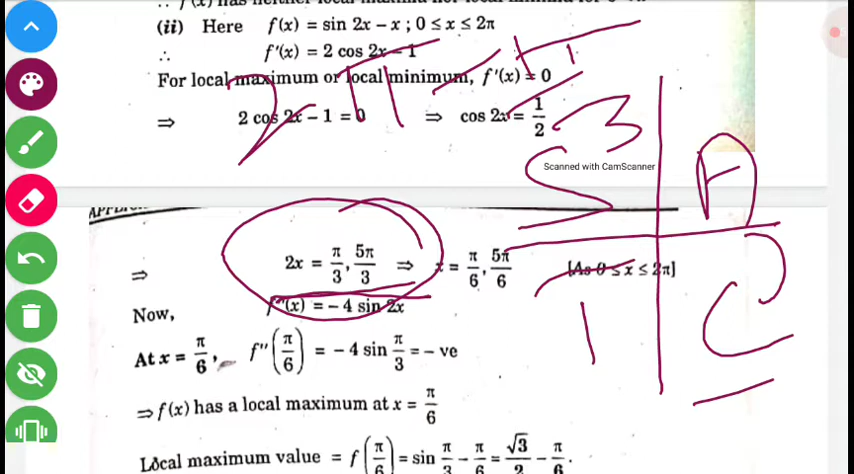 (ii) Here f(x) = sin 2x – x ; 0 ≤ x ≤ 2π
∴ f'(x) = 2 cos 2x – 1
For local maximum or local minimum, f'(x) = 0
⇒ 2 cos 2x – 1 = 0 ⇒ cos 2x = 1/2
2π – π/3
Scanned with CamScanner
S A
⇒ 2x = π/3, 5π/3 ⇒ x = π/6, 5π/6 [As 0 ≤ x ≤ 2π]
T C
Now, f''(x) = – 4 sin 2x
At x = π/6, f''(π/6) = – 4 sin π/3 = – ve
⇒ f(x) has a local maximum at x = π/6
Local maximum value = f(π/6) = sin π/3 – π/6 = √3/2 – π/6.